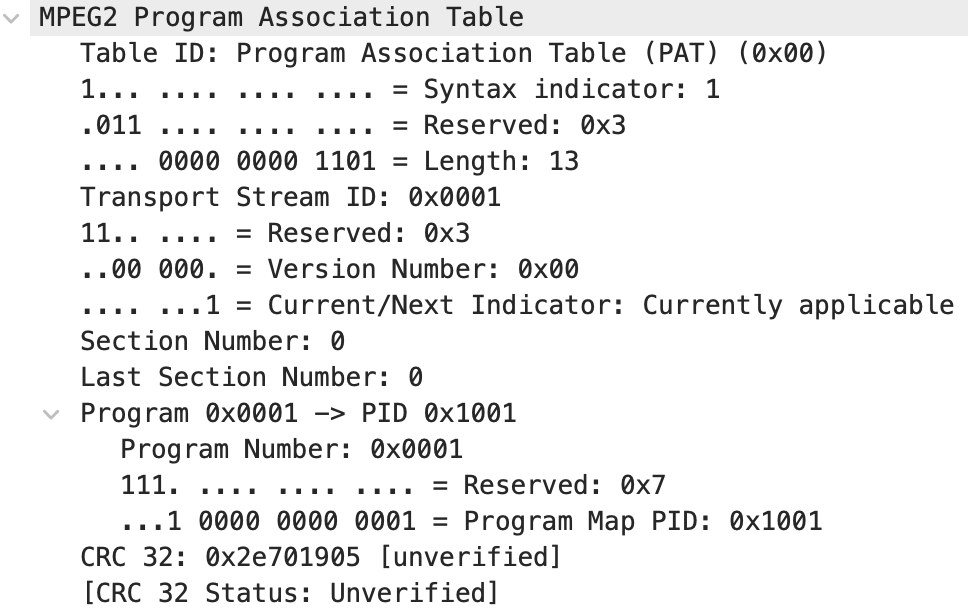 MPEG2 Program Association Table
Table ID: Program Association Table (PAT) (0x00)
1... .... .... .... = Syntax indicator: 1
.011 .... .... .... = Reserved: 0x3
.... 0000 0000 1101 = Length: 13
Transport Stream ID: 0x0001
11.. .... = Reserved: 0x3
..00 000. = Version Number: 0x00
.... ...1 = Current/Next Indicator: Currently applicable
Section Number: 0
Last Section Number: 0
Program 0x0001 -> PID 0x1001
Program Number: 0x0001
111. .... .... .... = Reserved: 0x7
...1 0000 0000 0001 = Program Map PID: 0x1001
CRC 32: 0x2e701905 [unverified]
[CRC 32 Status: Unverified]